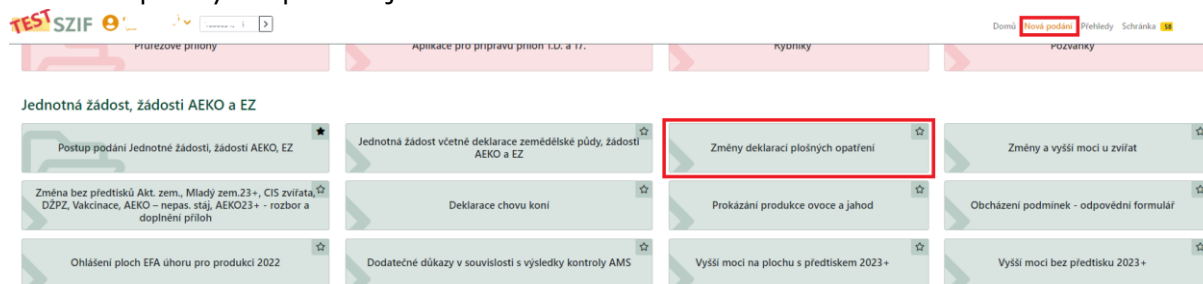 TEST SZIF
Domů Nová podání Přehledy Schránka 58
Průřezové přílohy
Aplikace pro přípravu příloh 1.D. a 17.
Rybníky
Pozvánky
Jednotná žádost, žádosti AEKO a EZ
Postup podání Jednotné žádosti, žádostí AEKO, EZ
Jednotná žádost včetně deklarace zemědělské půdy, žádosti
AEKO a EZ
Změny deklarací plošných opatření
Změny a vyšší moci u zvířat
Změna bez předtisků Akt. zem., Mladý zem.23+, CIS zvířata,
DŽPZ, Vakcinace, AEKO – nepas. stáj, AEKO23+ - rozbor a
doplnění příloh
Deklarace chovu koní
Prokázání produkce ovoce a jahod
Obcházení podmínek - odpovědní formulář
Ohlášení ploch EFA úhoru pro produkci 2022
Dodatečné důkazy v souvislosti s výsledky kontroly AMS
Vyšší moci na plochu s předtiskem 2023+
Vyšší moci bez předtisku 2023+